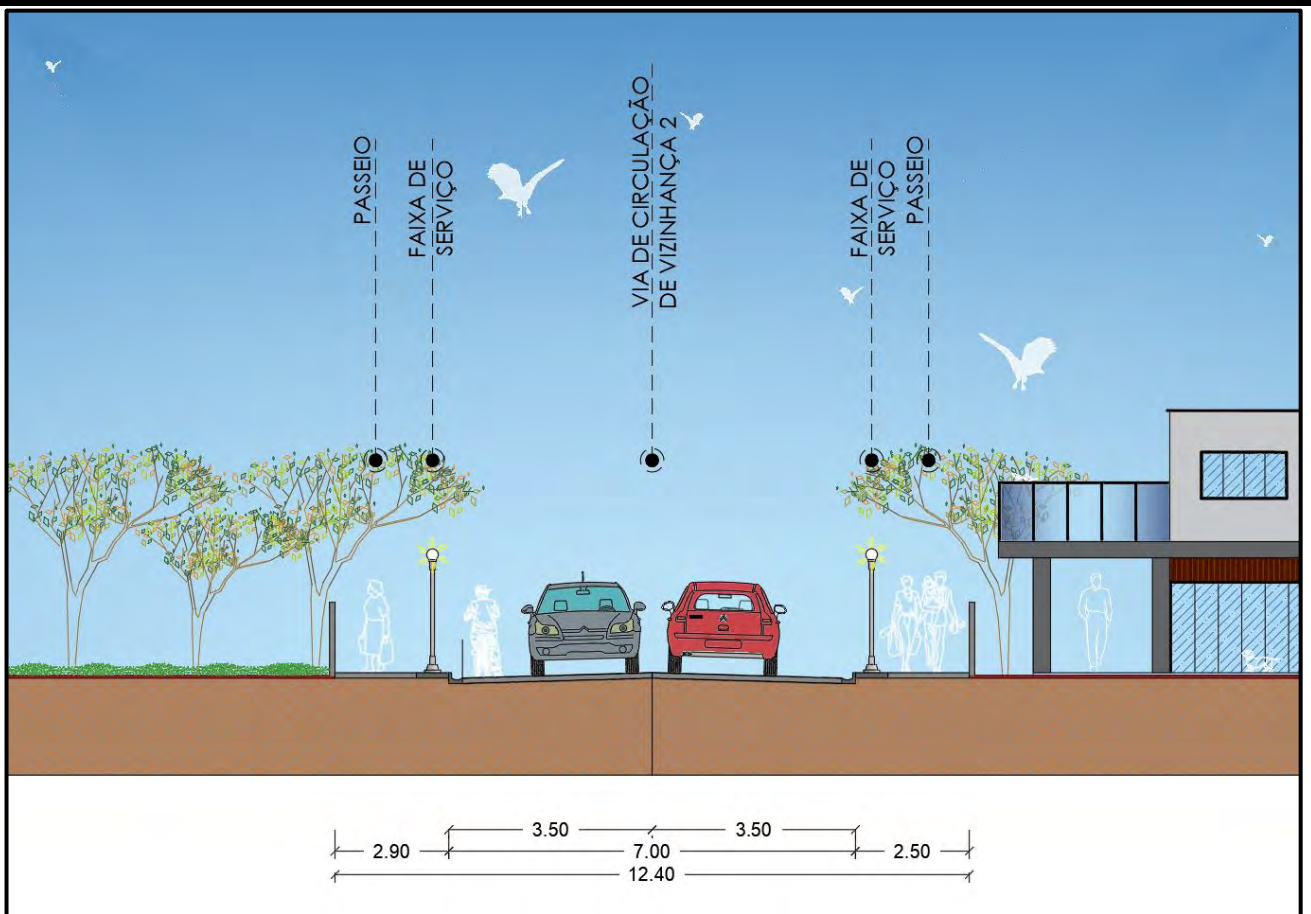 PASSEIO
FAIXA DE
SERVIÇO
VIA DE CIRCULAÇÃO
DE VIZINHANÇA 2
FAIXA DE
SERVIÇO
PASSEIO
3.50
3.50
2.90
7.00
2.50
12.40